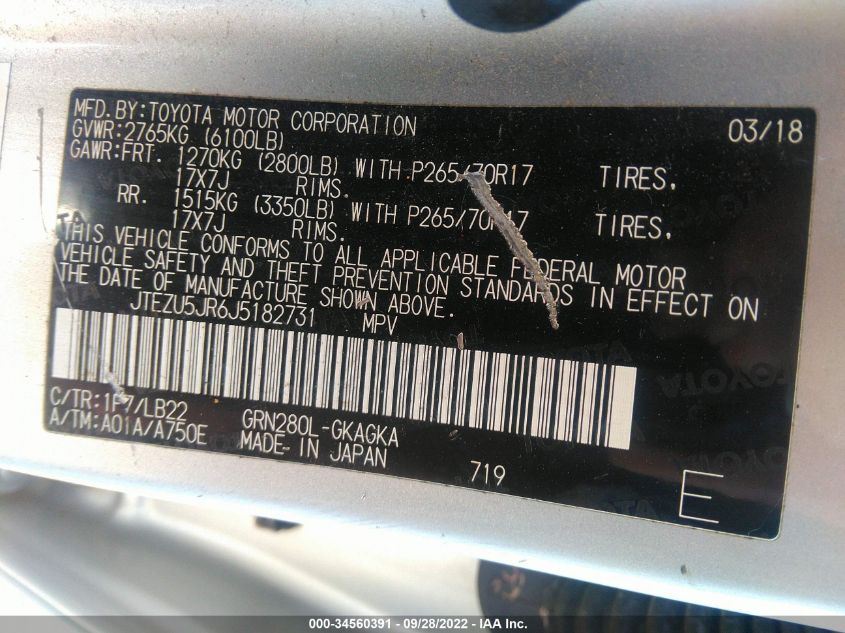 MFD.BY:TOYOTA MOTOR CORPORATION 03/18
GVWR:2765KG (6100LB)
GAWR:FRT. 1270KG (2800LB) WITH P265/70R17 TIRES,
17X7J RIMS.
RR. 1515KG (3350LB) WITH P265/70R17 TIRES,
17X7J RIMS.
THIS VEHICLE CONFORMS TO ALL APPLICABLE FEDERAL MOTOR
VEHICLE SAFETY AND THEFT PREVENTION STANDARDS IN EFFECT ON
THE DATE OF MANUFACTURE SHOWN ABOVE.
JTEZU5JR6J5182731 MPV
C/TR:1F7/LB22 GRN280L-GKAGKA
A/TM:A01A/A750E MADE-IN JAPAN
719 E
000-34560391 - 09/28/2022 - IAA Inc.